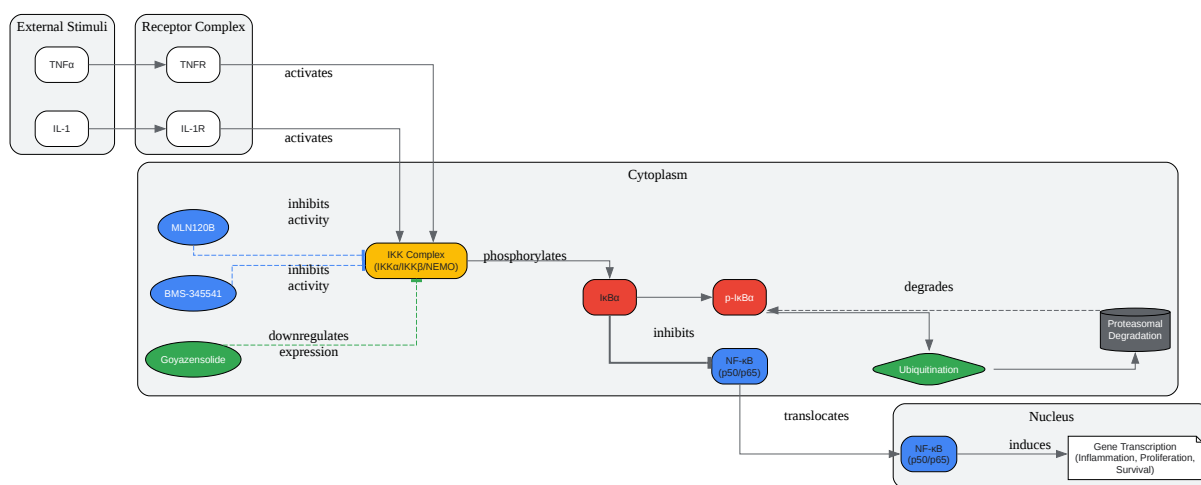 External Stimuli
Receptor Complex
TNFα
TNFR
activates
IL-1
IL-1R
activates
Cytoplasm
inhibits
activity
MLN120B
IKK Complex
(IKKα/IKKβ/NEMO)
phosphorylates
inhibits
activity
BMS-345541
IκBα
p-IκBα
degrades
Proteasomal
Degradation
downregulates
expression
Goyazensolide
inhibits
NF-κB
(p50/p65)
Ubiquitination
translocates
Nucleus
NF-κB
(p50/p65)
induces
Gene Transcription
(Inflammation, Proliferation,
Survival)